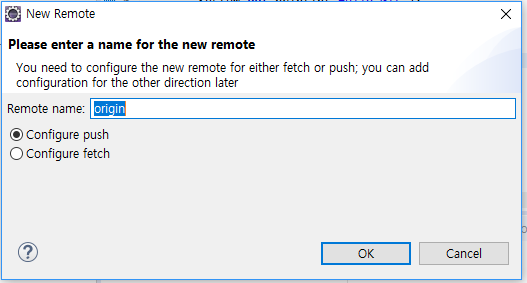 New Remote
Please enter a name for the new remote
You need to configure the new remote for either fetch or push; you can add
configuration for the other direction later
Remote name: origin
Configure push
Configure fetch
?
OK
Cancel